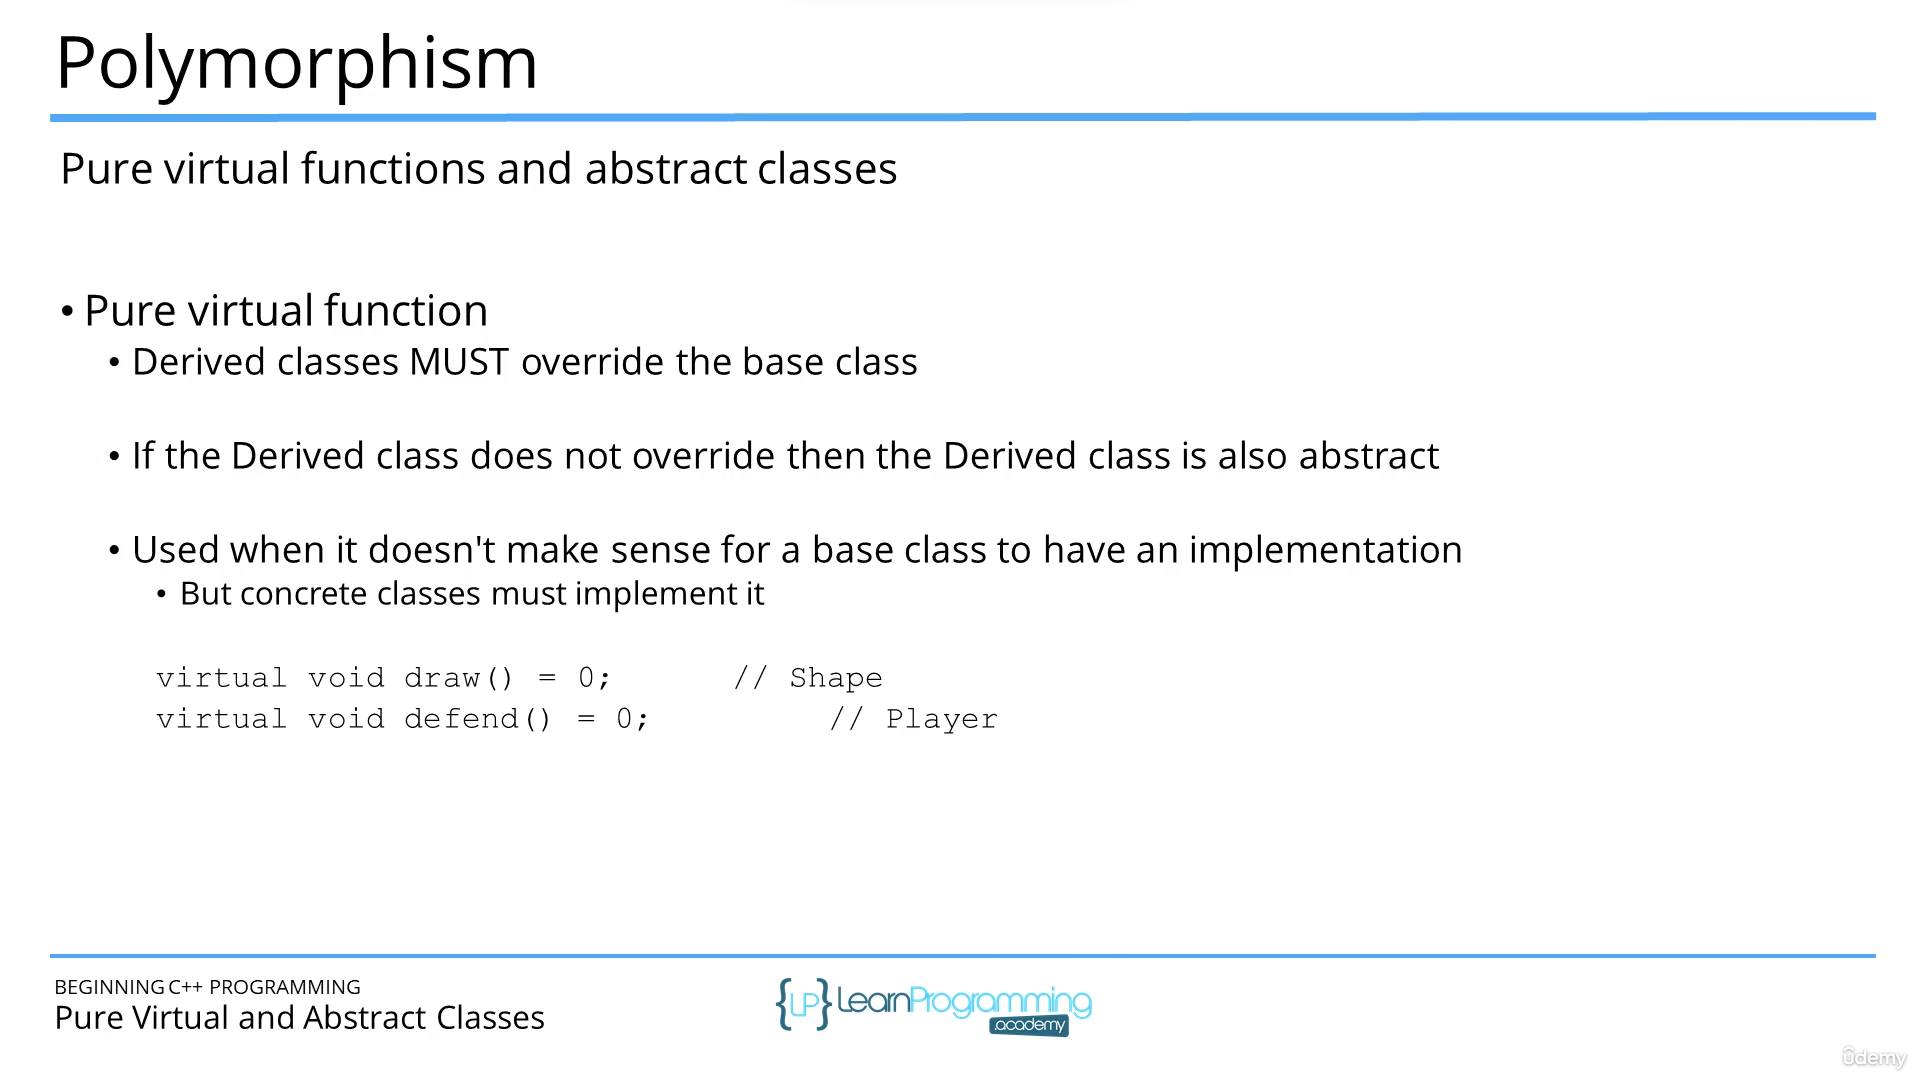 Polymorphism
Pure virtual functions and abstract classes
• Pure virtual function
• Derived classes MUST override the base class
• If the Derived class does not override then the Derived class is also abstract
• Used when it doesn't make sense for a base class to have an implementation
• But concrete classes must implement it
virtual void draw() = 0; // Shape
virtual void defend() = 0; // Player
BEGINNING C++ PROGRAMMING
Pure Virtual and Abstract Classes
{LP} LearnProgramming
.academy
ûdemy